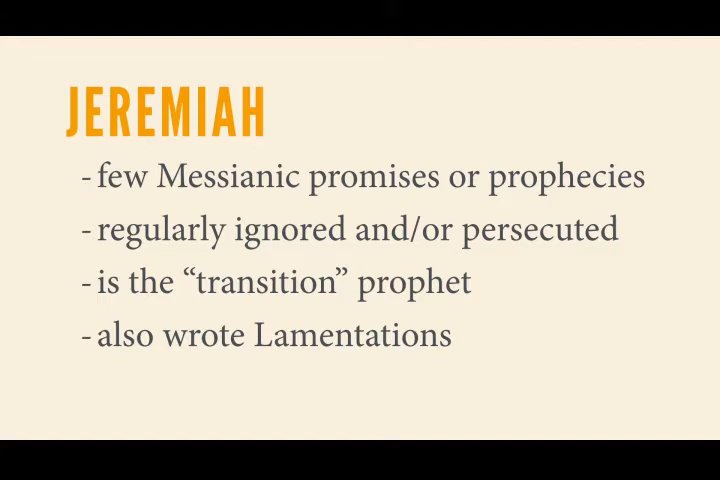 JEREMIAH
- few Messianic promises or prophecies
- regularly ignored and/or persecuted
- is the “transition” prophet
- also wrote Lamentations